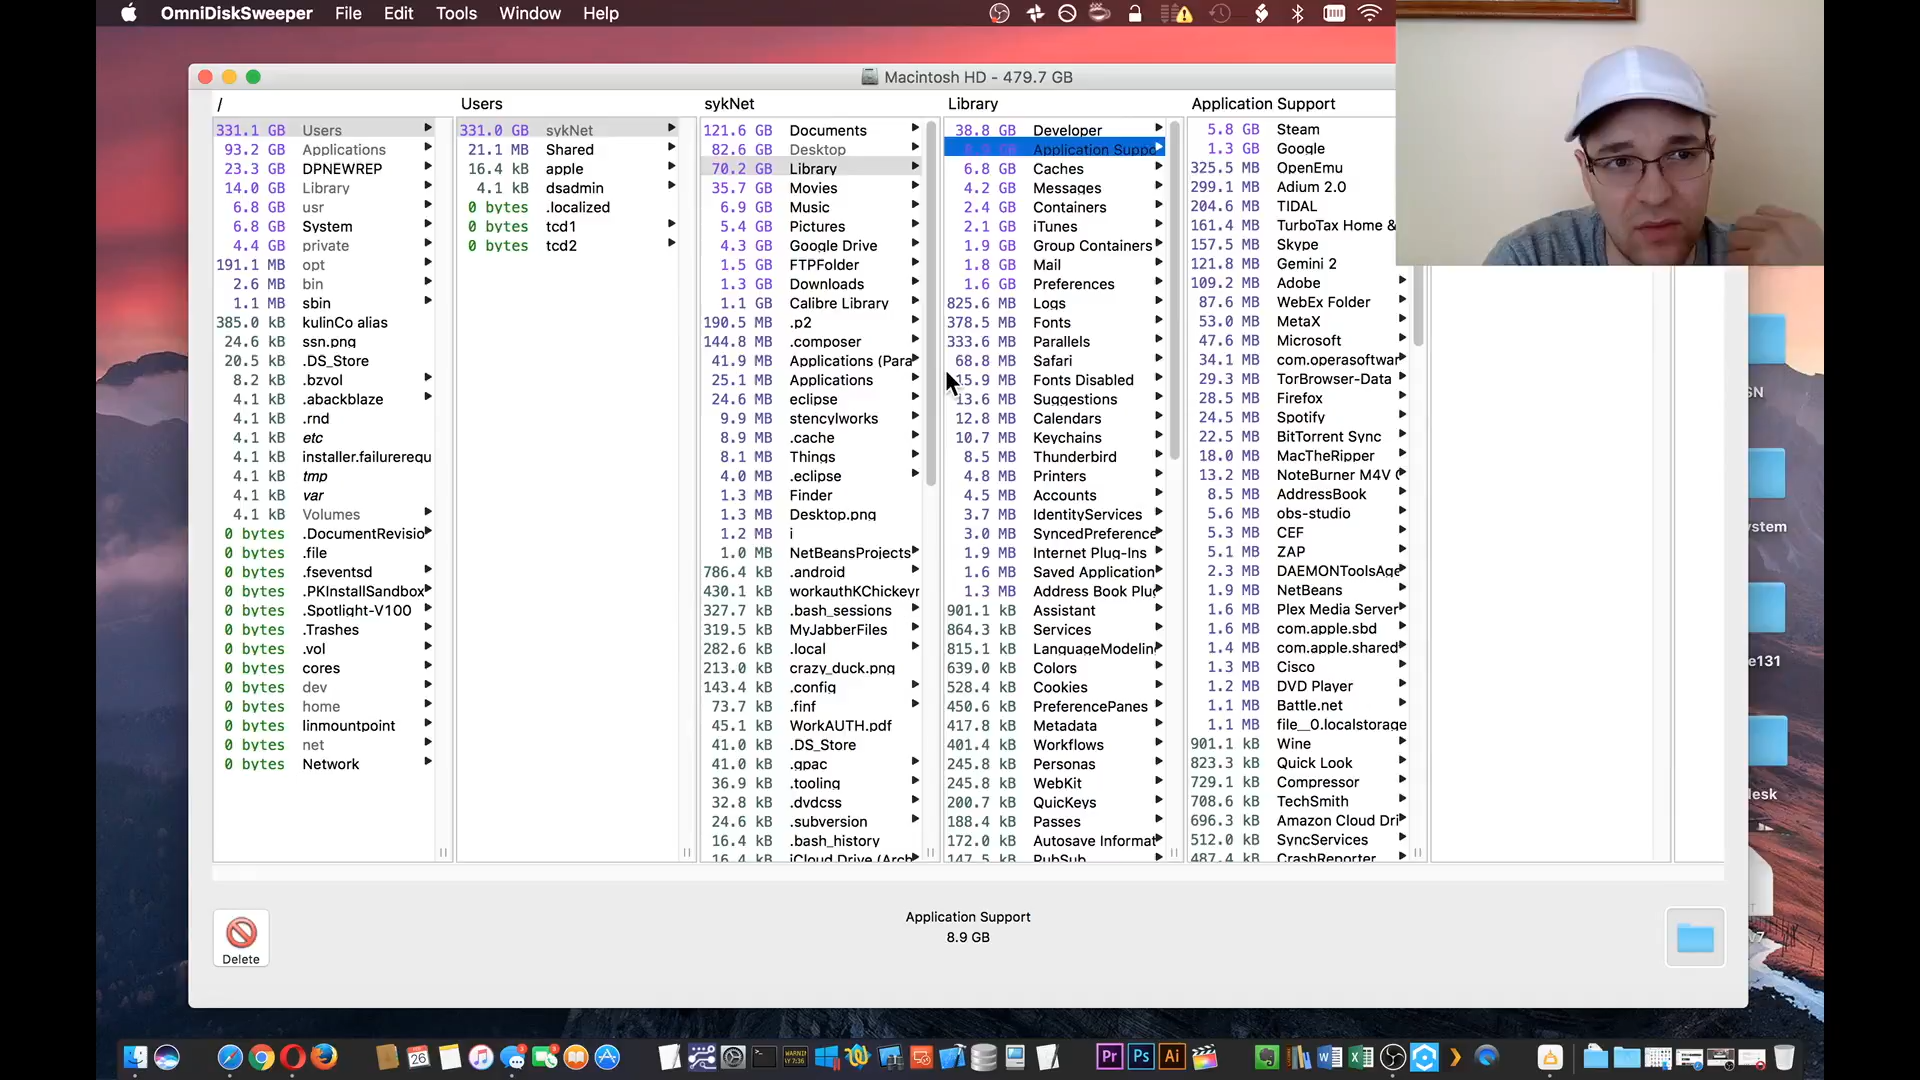 OmniDiskSweeper File Edit Tools Window Help
Macintosh HD - 479.7 GB
/
331.1 GB Users
93.2 GB Applications
23.3 GB DPNEWREP
14.0 GB Library
6.8 GB usr
6.8 GB System
4.4 GB private
191.1 MB opt
2.6 MB bin
1.1 MB sbin
385.0 kB kulinCo alias
24.6 kB ssn.png
20.5 kB .DS_Store
8.2 kB .bzvol
4.1 kB .abackblaze
4.1 kB .rnd
4.1 kB etc
4.1 kB installer.failurerequ
4.1 kB tmp
4.1 kB var
4.1 kB Volumes
0 bytes .DocumentRevisio
0 bytes .file
0 bytes .fseventsd
0 bytes .PKInstallSandbox
0 bytes .Spotlight-V100
0 bytes .Trashes
0 bytes .vol
0 bytes cores
0 bytes dev
0 bytes home
0 bytes linmountpoint
0 bytes net
0 bytes Network
Users
331.0 GB sykNet
21.1 MB Shared
16.4 kB apple
4.1 kB dsadmin
0 bytes .localized
0 bytes tcd1
0 bytes tcd2
sykNet
121.6 GB Documents
82.6 GB Desktop
70.2 GB Library
35.7 GB Movies
6.9 GB Music
5.4 GB Pictures
4.3 GB Google Drive
1.5 GB FTPFolder
1.3 GB Downloads
1.1 GB Calibre Library
190.5 MB .p2
144.8 MB .composer
41.9 MB Applications (Para
25.1 MB Applications
24.6 MB eclipse
9.9 MB stencylworks
8.9 MB .cache
8.1 MB Things
4.0 MB .eclipse
1.3 MB Finder
1.3 MB Desktop.png
1.2 MB i
1.0 MB NetBeansProjects
786.4 kB .android
430.1 kB workauthKChickeyr
327.7 kB .bash_sessions
319.5 kB MyJabberFiles
282.6 kB .local
213.0 kB crazy_duck.png
143.4 kB .config
73.7 kB .finf
45.1 kB WorkAUTH.pdf
41.0 kB .DS_Store
41.0 kB .gpac
36.9 kB .tooling
32.8 kB .dvdcss
24.6 kB .subversion
16.4 kB .bash_history
16.4 kB iCloud Drive (Arch
Library
38.8 GB Developer
8.9 GB Application Suppo
6.8 GB Caches
4.2 GB Messages
2.4 GB Containers
2.1 GB iTunes
1.9 GB Group Containers
1.8 GB Mail
1.6 GB Preferences
825.6 MB Logs
378.5 MB Fonts
333.6 MB Parallels
68.8 MB Safari
15.9 MB Fonts Disabled
13.6 MB Suggestions
12.8 MB Calendars
10.7 MB Keychains
8.5 MB Thunderbird
4.8 MB Printers
4.5 MB Accounts
3.7 MB IdentityServices
3.0 MB SyncedPreference
1.9 MB Internet Plug-Ins
1.6 MB Saved Application
1.3 MB Address Book Plug
901.1 kB Assistant
864.3 kB Services
815.1 kB LanguageModelin
639.0 kB Colors
528.4 kB Cookies
450.6 kB PreferencePanes
417.8 kB Metadata
401.4 kB Workflows
245.8 kB Personas
245.8 kB WebKit
200.7 kB QuicKeys
188.4 kB Passes
172.0 kB Autosave Informat
147.5 kB PubSub
Application Support
5.8 GB Steam
1.3 GB Google
325.5 MB OpenEmu
299.1 MB Adium 2.0
204.6 MB TIDAL
161.4 MB TurboTax Home &
157.5 MB Skype
121.8 MB Gemini 2
109.2 MB Adobe
87.6 MB WebEx Folder
53.0 MB MetaX
47.6 MB Microsoft
34.1 MB com.operasoftwar
29.3 MB TorBrowser-Data
28.5 MB Firefox
24.5 MB Spotify
22.5 MB BitTorrent Sync
18.0 MB MacTheRipper
13.2 MB NoteBurner M4V
8.5 MB AddressBook
5.6 MB obs-studio
5.3 MB CEF
5.1 MB ZAP
2.3 MB DAEMONToolsAge
1.9 MB NetBeans
1.6 MB Plex Media Server
1.6 MB com.apple.sbd
1.4 MB com.apple.shared
1.3 MB Cisco
1.2 MB DVD Player
1.1 MB Battle.net
1.1 MB file__0.localstorage
901.1 kB Wine
823.3 kB Quick Look
729.1 kB Compressor
708.6 kB TechSmith
696.3 kB Amazon Cloud Dri
512.0 kB SyncServices
487.4 kB CrashReporter
SN
ystem
e131
lesk
Delete
Application Support
8.9 GB
26
Pr Ps Ai